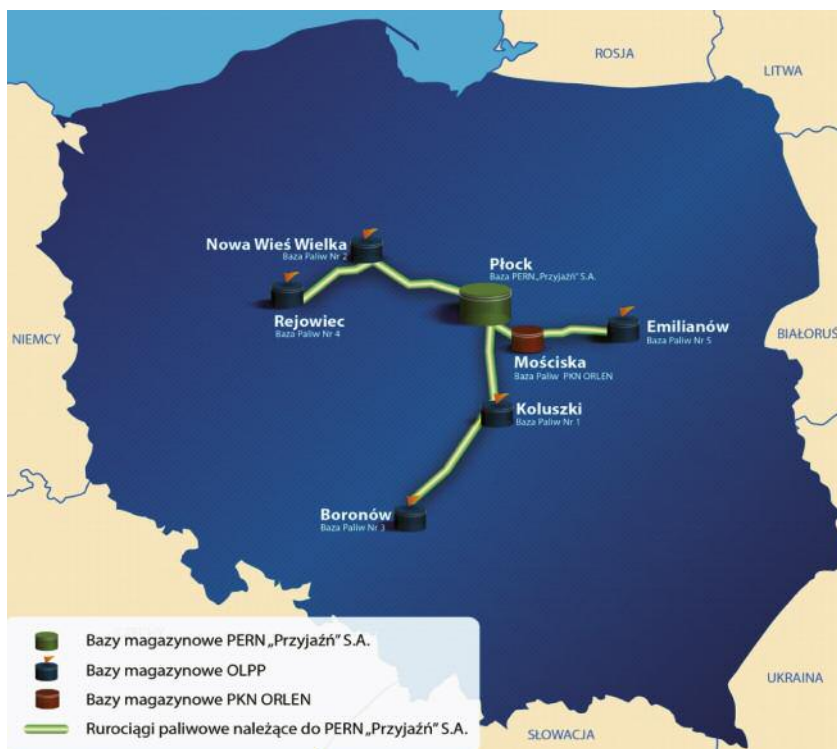 ROSJA
LITWA
Nowa Wieś Wielka
Baza Paliw Nr 2
Płock
Baza PERN „Przyjaźń” S.A.
Rejowiec
Baza Paliw Nr 4
Emilianów
Baza Paliw Nr 5
NIEMCY
BIAŁORUŚ
Mościska
Baza Paliw PKN ORLEN
Koluszki
Baza Paliw Nr 1
Boronów
Baza Paliw Nr 3
Bazy magazynowe PERN „Przyjaźń” S.A.
Bazy magazynowe OLPP
Bazy magazynowe PKN ORLEN
Rurociągi paliwowe należące do PERN „Przyjaźń” S.A.
UKRAINA
SŁOWACJA